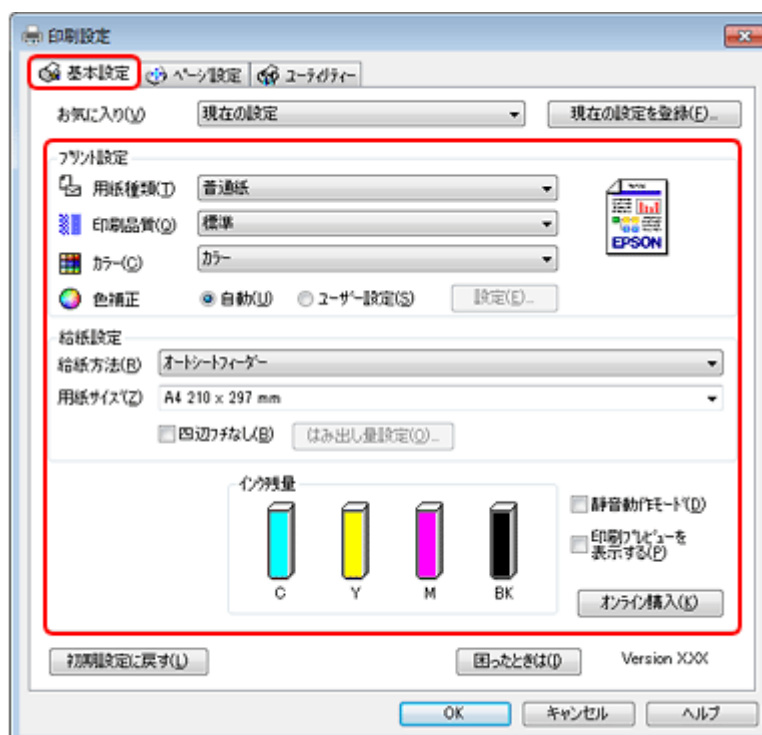 印刷設定
基本設定 ページ設定 ユーティリティー
お気に入り(V) 現在の設定 現在の設定を登録(F)...
プリント設定
用紙種類(T) 普通紙
印刷品質(Q) 標準
カラー(C) カラー
EPSON
色補正 自動(U) ユーザー設定(S) 設定(E)...
給紙設定
給紙方法(R) オートシートフィーダー
用紙サイズ(Z) A4 210 x 297 mm
四辺フチなし(B) はみ出し量設定(O)...
インク残量
C Y M BK
静音動作モード(D)
印刷プレビューを
表示する(P)
オンライン購入(K)
初期設定に戻す(L) 困ったときは(I) Version X.XX
OK キャンセル ヘルプ